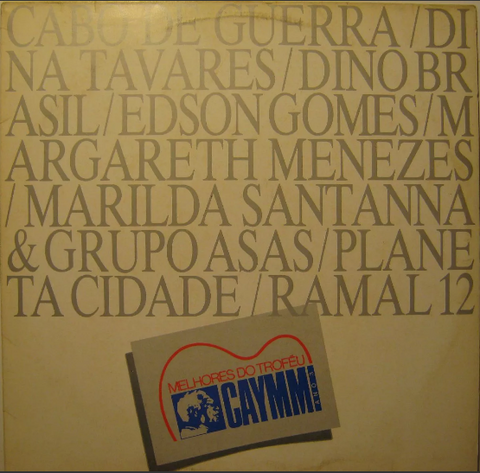 CABO DE GUERRA / DI
NA TAVARES / DINO BR
ASIL / EDSON GOMES / M
ARGARETH MENEZES
/ MARILDA SANTANNA
& GRUPO ASAS / PLANE
TA CIDADE / RAMAL 12
MELHORES DO TROFÉU
CAYMMI